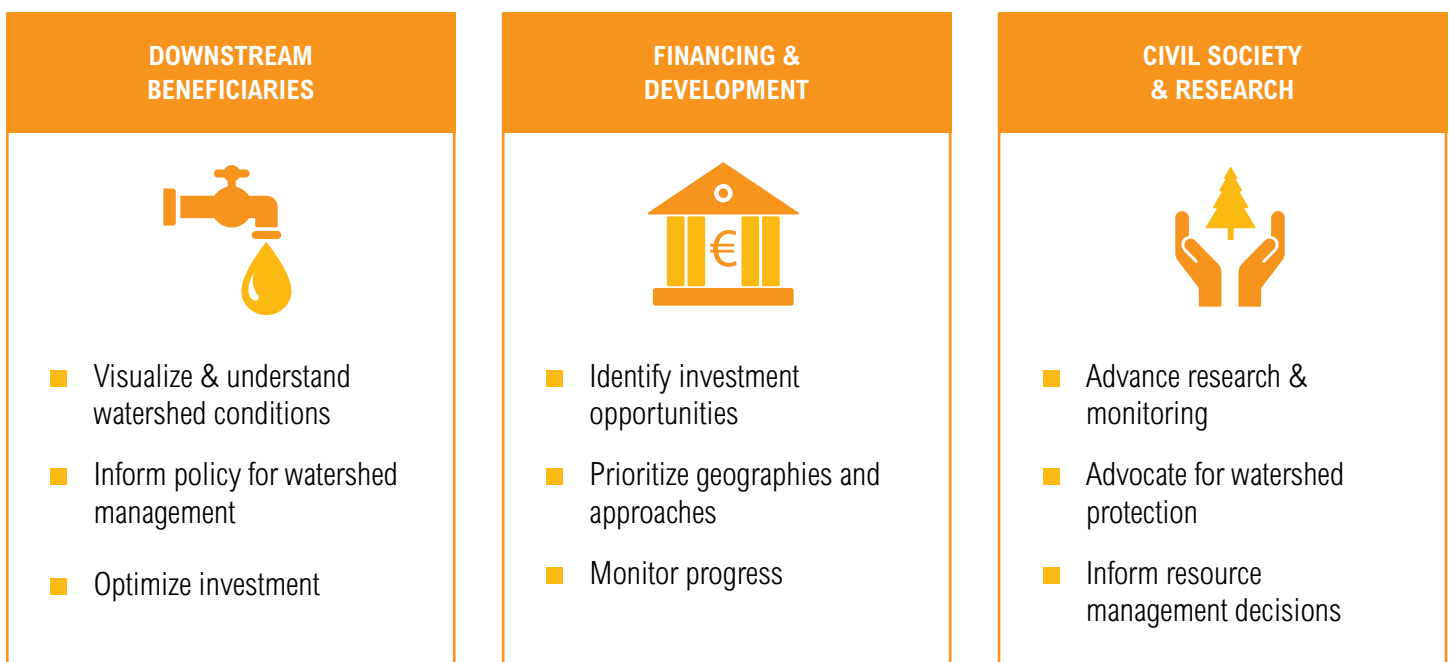 DOWNSTREAM
BENEFICIARIES
■ Visualize & understand
watershed conditions
■ Inform policy for watershed
management
■ Optimize investment
FINANCING &
DEVELOPMENT
€
■ Identify investment
opportunities
■ Prioritize geographies and
approaches
■ Monitor progress
CIVIL SOCIETY
& RESEARCH
■ Advance research &
monitoring
■ Advocate for watershed
protection
■ Inform resource
management decisions